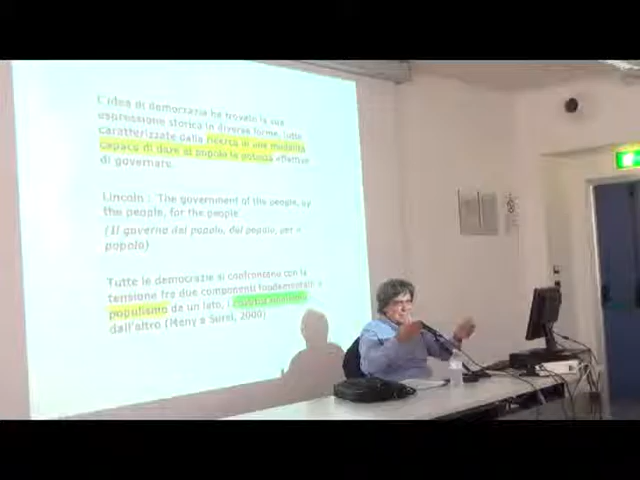 L'idea di democrazia ha trovato la sua
espressione storica in diverse forme, tutte
caratterizzate dalla ricerca di una modalità
capace di dare al popolo la potenza effettiva
di governare.
Lincoln : 'The government of the people, by
the people, for the people'
(Il governo del popolo, dal popolo, per il
popolo)
Tutte le democrazie si confrontano con la
tensione fra due componenti fondamentali: il
populismo da un lato, il
dall'altro (Meny e Surel, 2000)